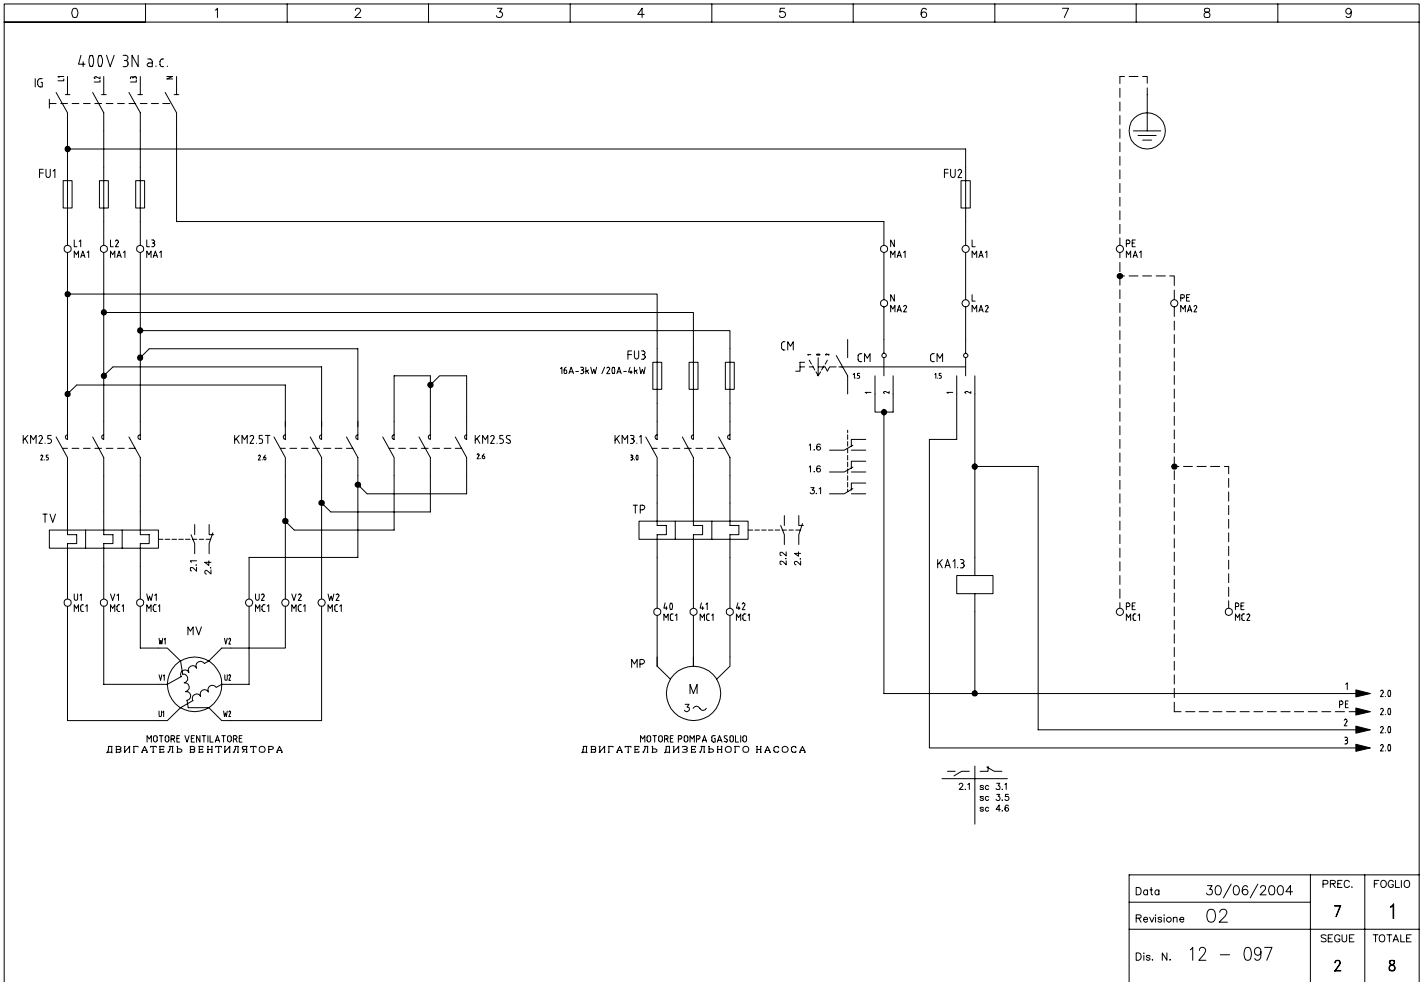 0 1 2 3 4 5 6 7 8 9
400V 3N a.c.
IG
L1 L2 L3 N
FU1
FU2
L1
MA1
L2
MA1
L3
MA1
N
MA1
L
MA1
PE
MA1
N
MA2
L
MA2
PE
MA2
FU3
16A-3kW /20A-4kW
CM
CM
1.5
CM
1.5
1 2
1 2
KM2.5
2.5
KM2.5T
2.6
KM2.5S
2.6
KM3.1
3.0
1.6
1.6
3.1
TV
2.1
2.4
TP
2.2
2.4
KA1.3
U1
MC1
V1
MC1
W1
MC1
U2
MC1
V2
MC1
W2
MC1
40
MC1
41
MC1
42
MC1
PE
MC1
PE
MC2
MV
W1
V2
V1
U2
U1
W2
MP
M
3~
1 2.0
PE 2.0
2 2.0
3 2.0
MOTORE VENTILATORE
ДВИГАТЕЛЬ ВЕНТИЛЯТОРА
MOTORE POMPA GASOLIO
ДВИГАТЕЛЬ ДИЗЕЛЬНОГО НАСОСА
2.1 sc 3.1
sc 3.5
sc 4.6
Data 30/06/2004
PREC.
7
FOGLIO
1
Revisione 02
Dis. N. 12 - 097
SEGUE
2
TOTALE
8